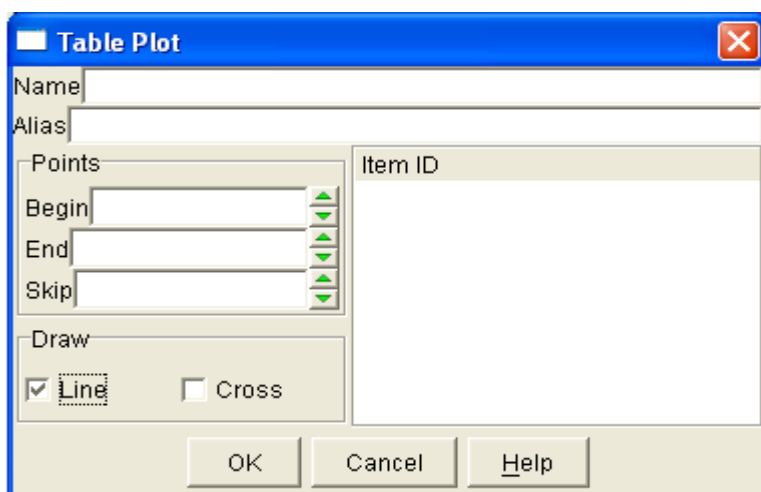 Table Plot
Name
Alias
Points
Begin
End
Skip
Item ID
Draw
Line Cross
OK Cancel Help